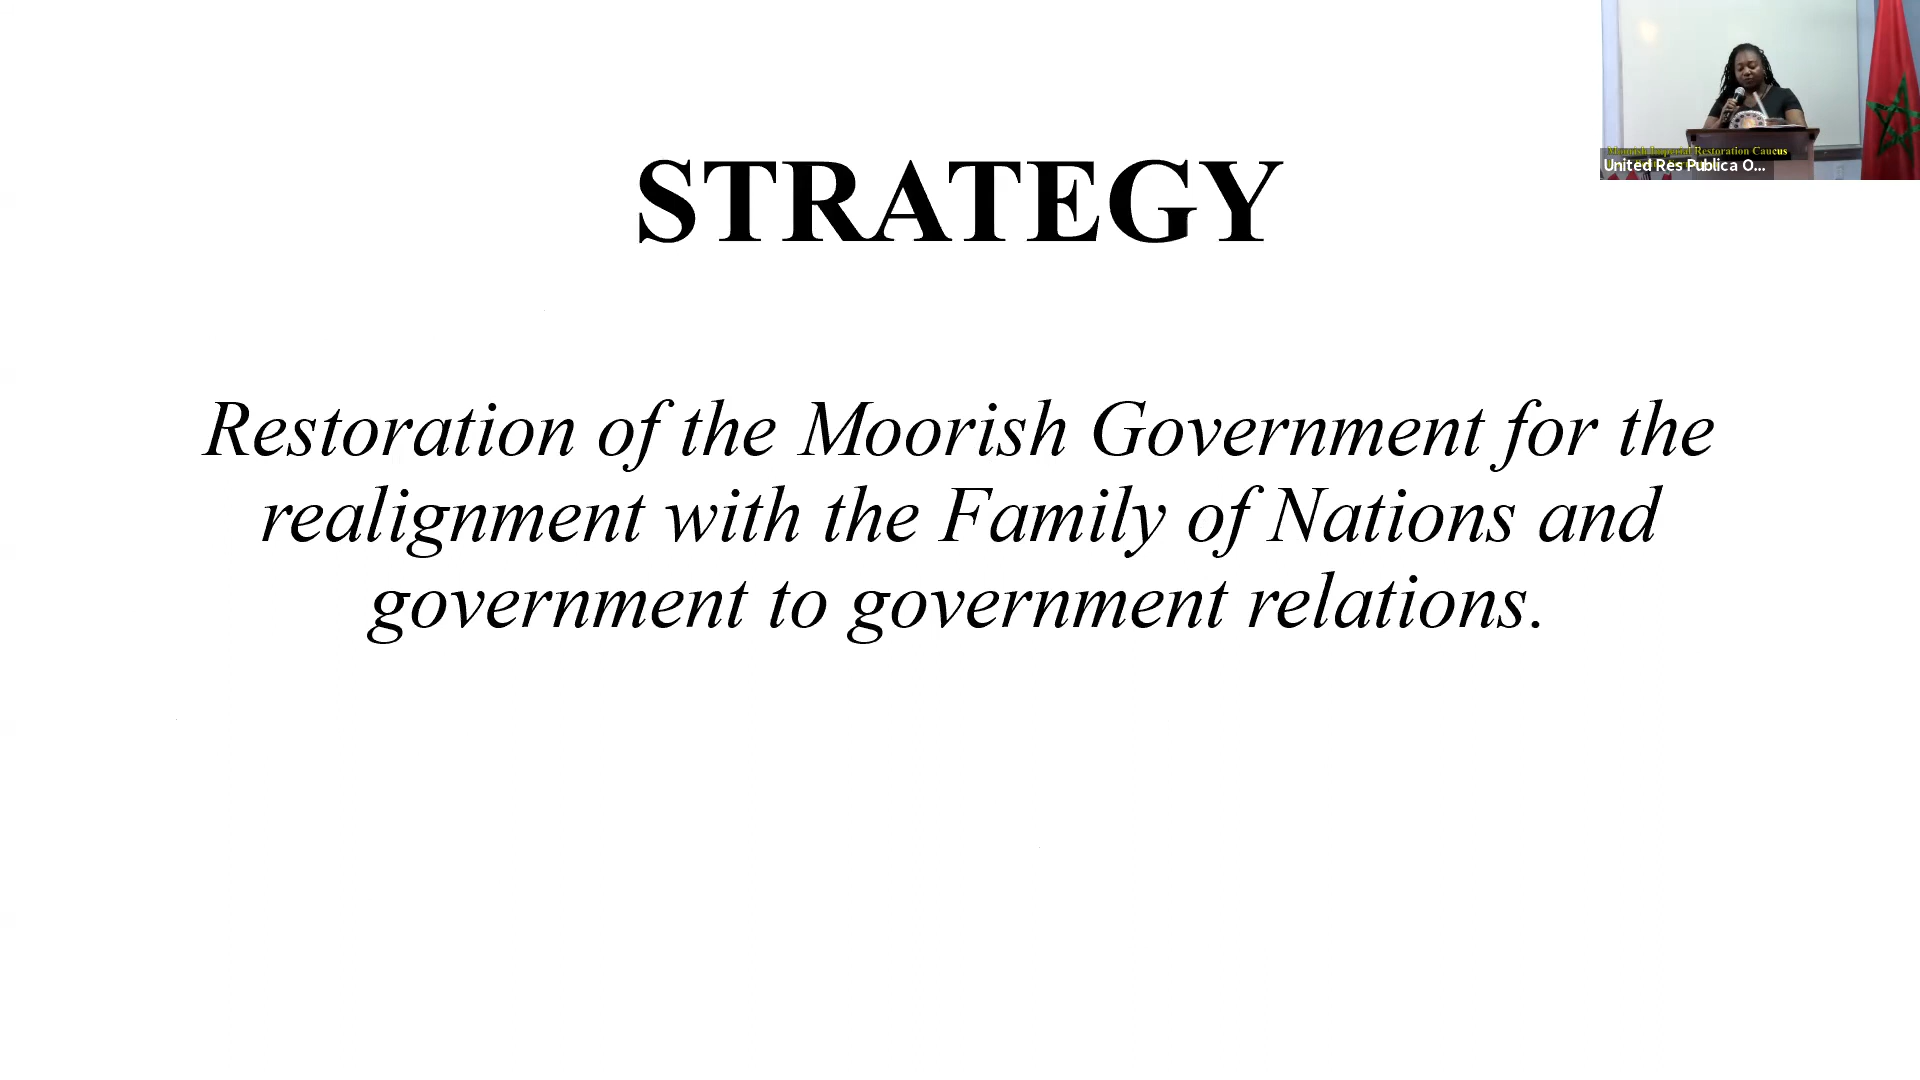 STRATEGY
Restoration of the Moorish Government for the
realignment with the Family of Nations and
government to government relations.
Moorish Imperial Restoration Caucus
United Res Publica O...